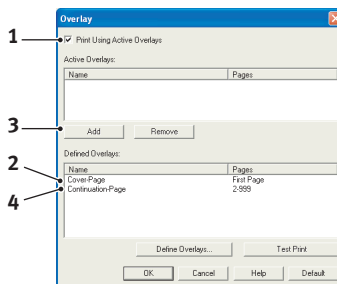 Overlay
1
Print Using Active Overlays
Active Overlays:
Name Pages
3
Add Remove
Defined Overlays:
Name Pages
2
Cover-Page First Page
4
Continuation-Page 2-999
Define Overlays... Test Print
OK Cancel Help Default